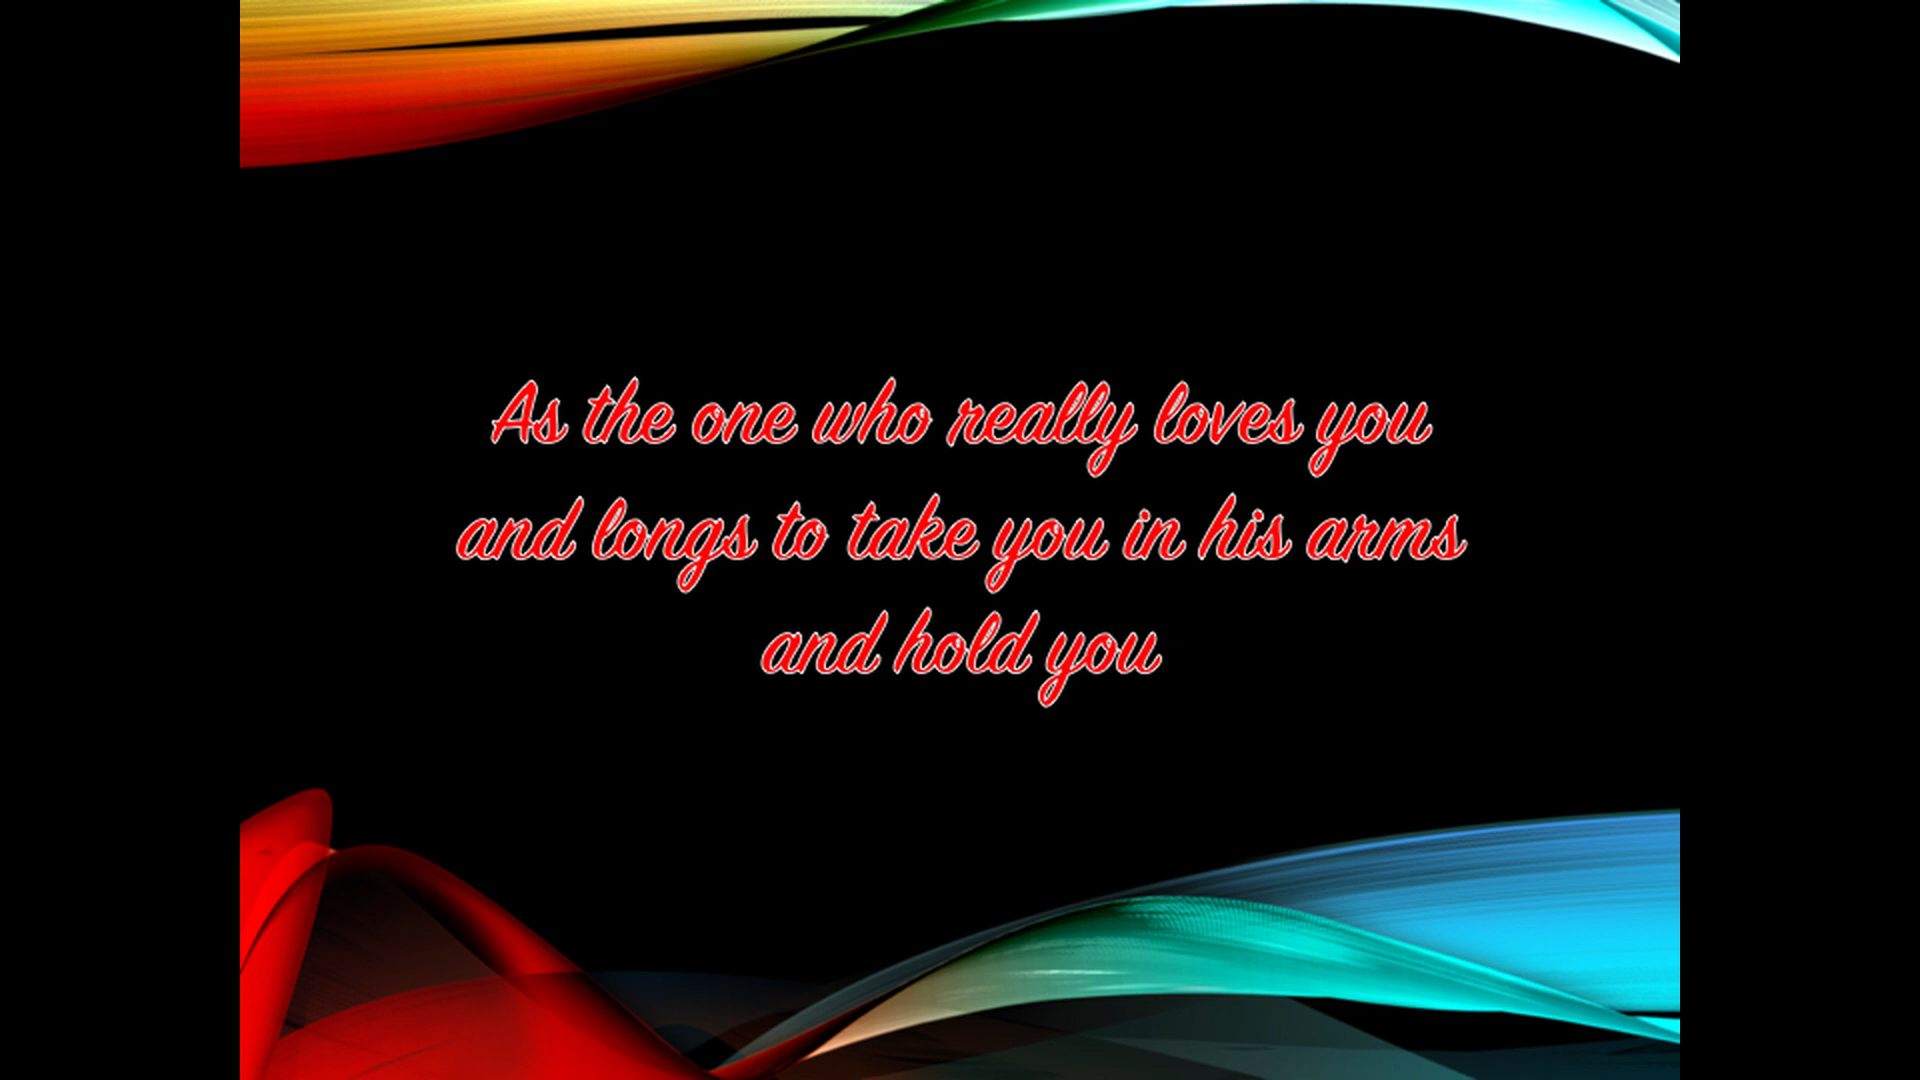 As the one who really loves you
and longs to take you in his arms
and hold you